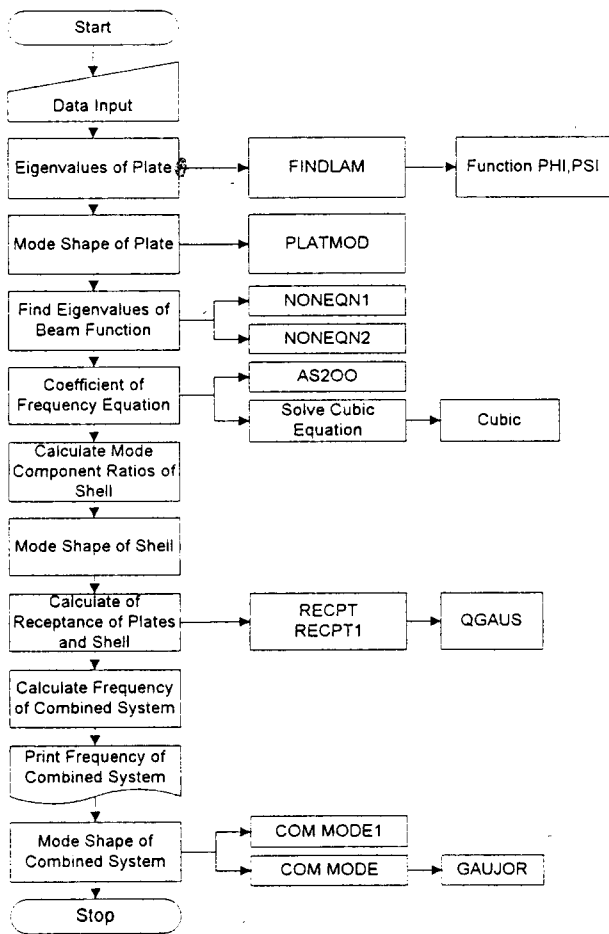 Start
Data Input
Eigenvalues of Plate
FINDLAM
Function PHI,PSI
Mode Shape of Plate
PLATMOD
Find Eigenvalues of
Beam Function
NONEQN1
NONEQN2
Coefficient of
Frequency Equation
AS2OO
Solve Cubic
Equation
Cubic
Calculate Mode
Component Ratios of
Shell
Mode Shape of Shell
Calculate of
Receptance of Plates
and Shell
RECPT
RECPT1
QGAUS
Calculate Frequency
of Combined System
Print Frequency of
Combined System
Mode Shape of
Combined System
COM MODE1
COM MODE
GAUJOR
Stop